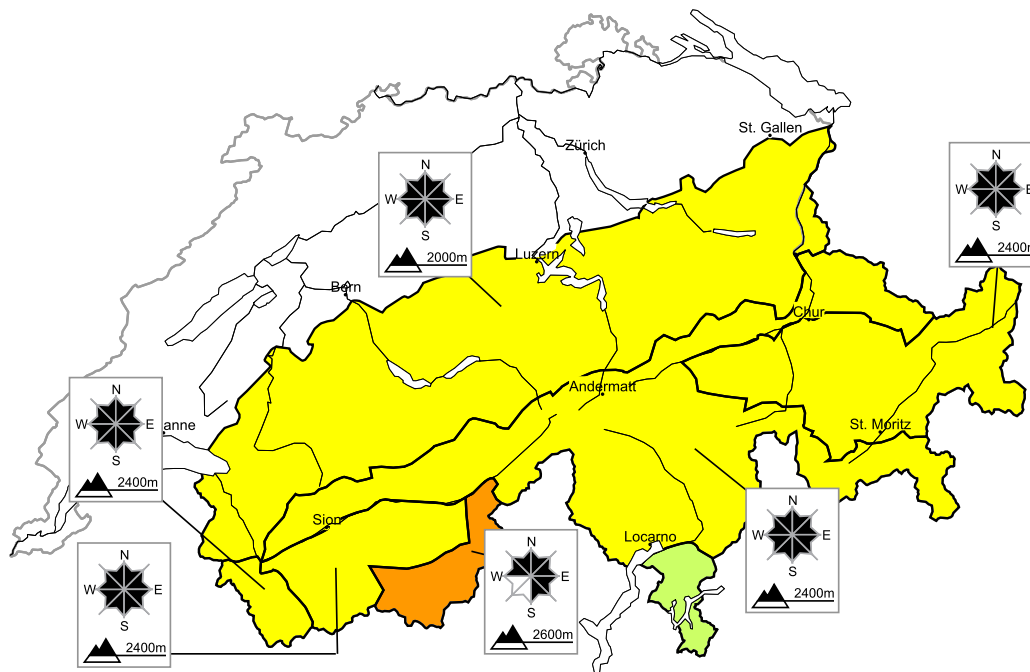 St. Gallen
Zürich
N
W E
S
2000m
N
W E
S
2400m
Luzern
Bern
Chur
Andermatt
N
W E
S
2400m
anne
St. Moritz
Sion
Locarno
N
W E
S
2400m
N
W E
S
2600m
N
W E
S
2400m